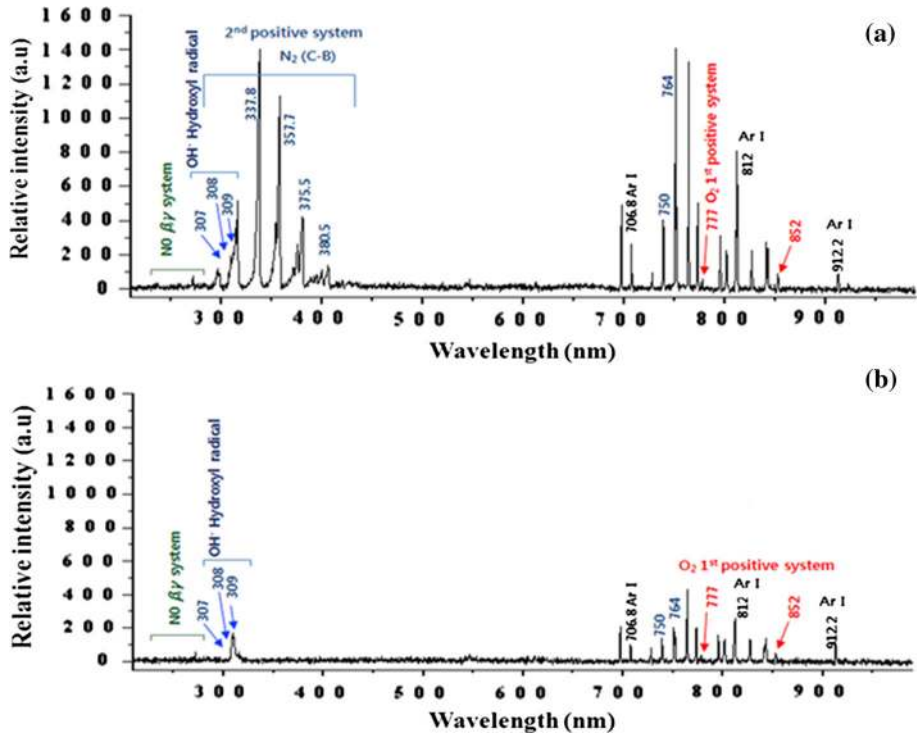 (a)
Relative intensity (a.u)
1600
1400
1200
1000
800
600
400
200
0
N0 βγ system
OH- Hydroxyl radical
307
308
309
2nd positive system
N2 (C-B)
337.8
357.7
375.5
380.5
706.8 Ar I
750
764
777 O2 1st positive system
Ar I
812
852
Ar I
912.2
300 400 500 600 700 800 900
Wavelength (nm)
(b)
Relative intensity (a.u)
1600
1400
1200
1000
800
600
400
200
0
N0 βγ system
OH- Hydroxyl radical
307
308
309
O2 1st positive system
706.8 Ar I
750
764
777
Ar I
812
852
Ar I
912.2
300 400 500 600 700 800 900
Wavelength (nm)